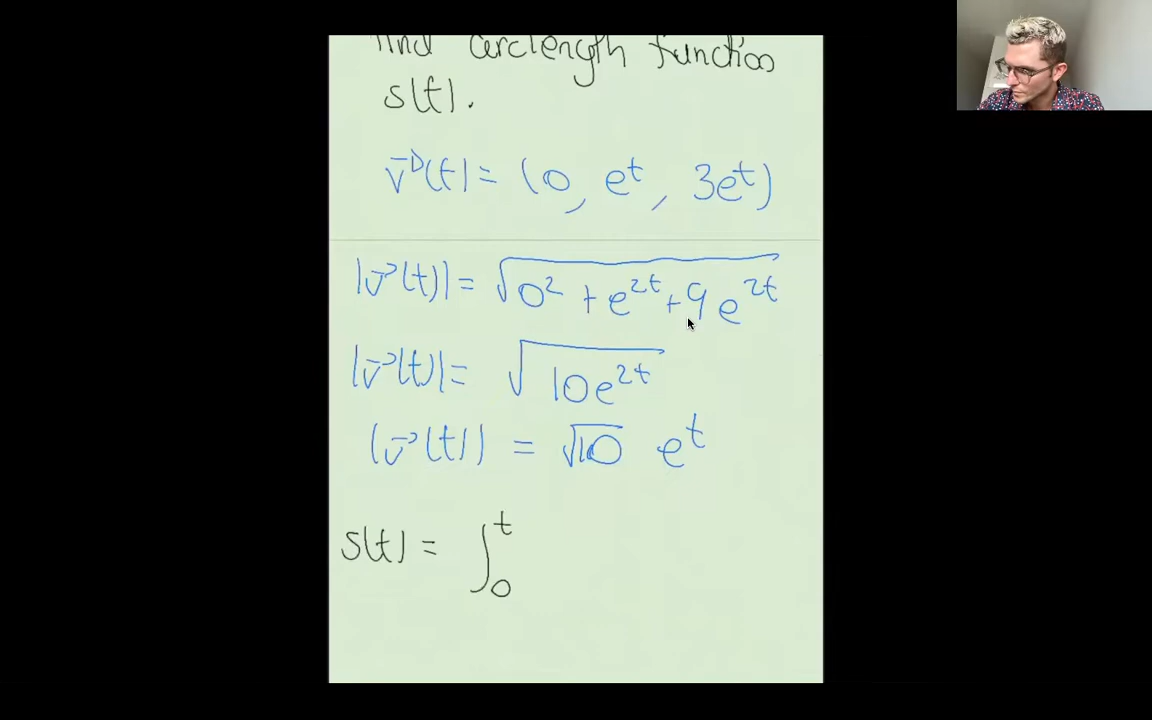 find arclength function
s(t).
v⃗(t) = (0, eᵗ, 3eᵗ)
|v⃗(t)| = √(0² + e²ᵗ + 9e²ᵗ)
|v⃗(t)| = √(10e²ᵗ)
|v⃗(t)| = √10 eᵗ
s(t) = ∫₀ᵗ